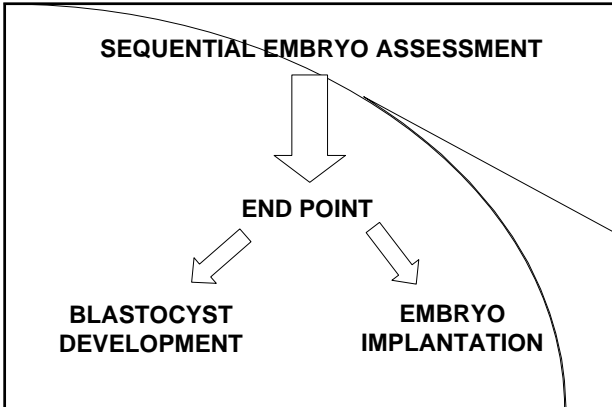 SEQUENTIAL EMBRYO ASSESSMENT
END POINT
BLASTOCYST
DEVELOPMENT
EMBRYO
IMPLANTATION